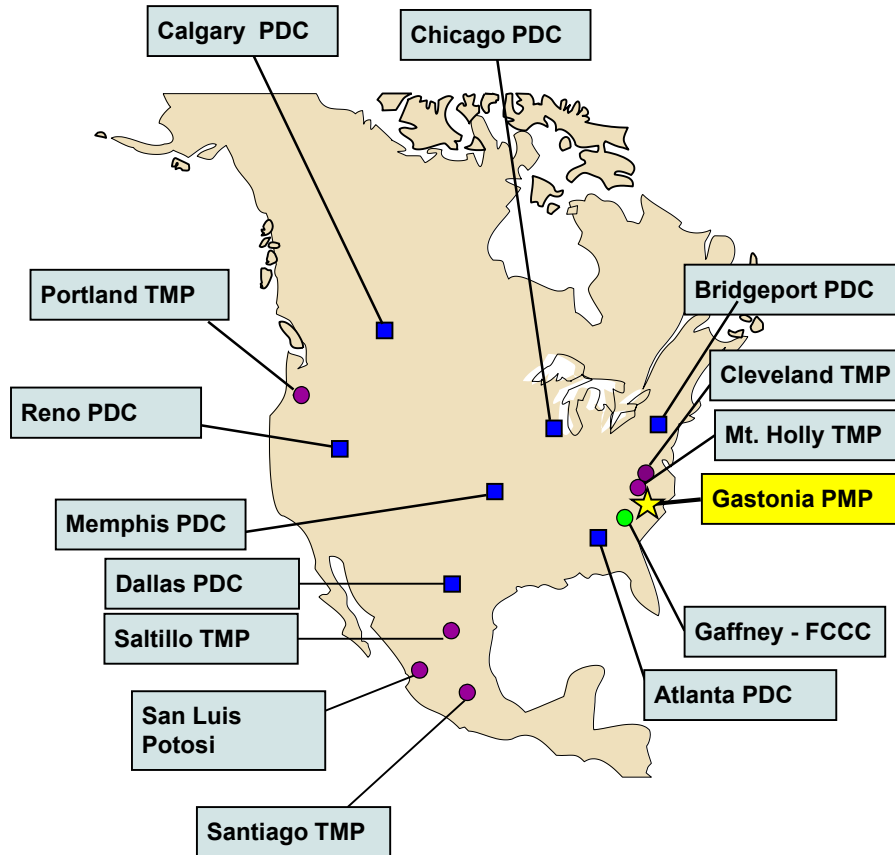 Calgary  PDC
Chicago PDC
Portland TMP
Bridgeport PDC
Cleveland TMP
Reno PDC
Mt. Holly TMP
Gastonia PMP
Memphis PDC
Dallas PDC
Saltillo TMP
Gaffney - FCCC
Atlanta PDC
San Luis
Potosi
Santiago TMP